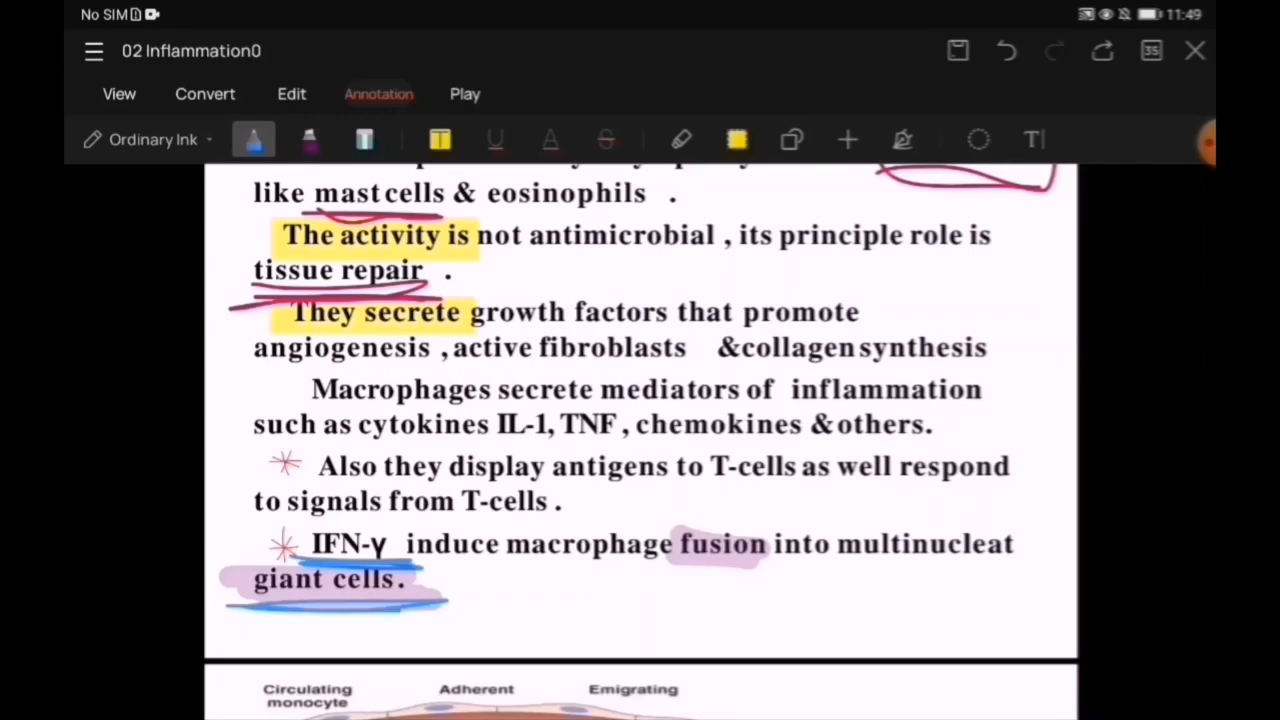 No SIM 11:49
02 Inflammation0 35
View Convert Edit Annotation Play
Ordinary Ink
like mast cells & eosinophils .
The activity is not antimicrobial , its principle role is
tissue repair .
They secrete growth factors that promote
angiogenesis , active fibroblasts & collagen synthesis
Macrophages secrete mediators of inflammation
such as cytokines IL-1, TNF , chemokines & others.
* Also they display antigens to T-cells as well respond
to signals from T-cells .
* IFN-γ induce macrophage fusion into multinucleat
giant cells.
Circulating monocyte Adherent Emigrating